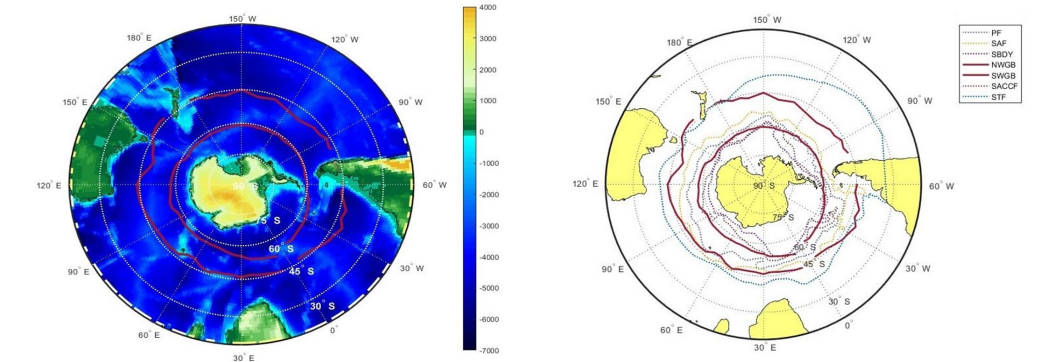 150° W
120° W
90° W
60° W
30° W
0°
30° E
60° E
90° E
120° E
150° E
180° E
90° S
75° S
60° S
45° S
30° S
4000
3000
2000
1000
0
-1000
-2000
-3000
-4000
-5000
-6000
-7000
150° W
120° W
90° W
60° W
30° W
0°
30° E
60° E
90° E
120° E
150° E
180° E
90° S
75° S
60° S
45° S
30° S
PF
SAF
SBDY
NWGB
SWGB
SACCF
STF